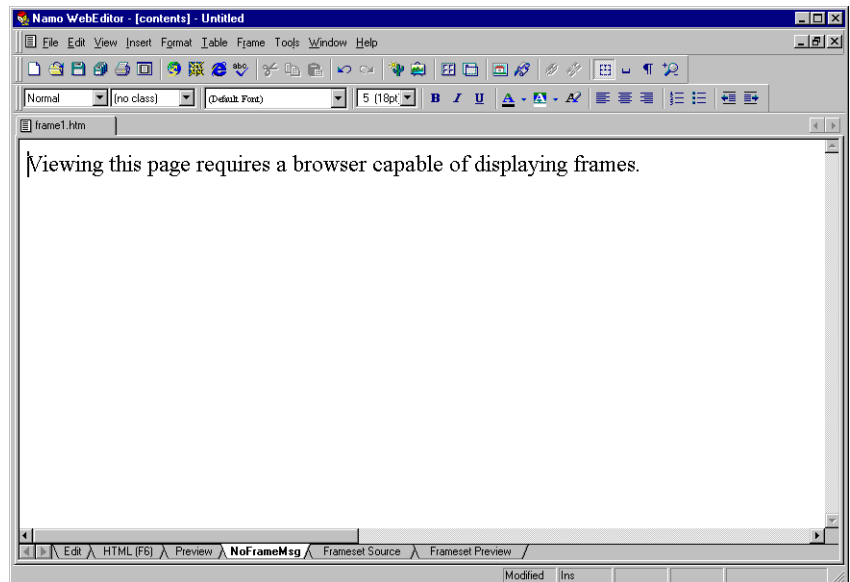 Namo WebEditor - [contents] - Untitled
File Edit View Insert Format Table Frame Tools Window Help
Normal (no class) (Default Font) 5 (18pt) B I U A A A
frame1.htm
Viewing this page requires a browser capable of displaying frames.
Edit HTML (F6) Preview NoFrameMsg Frameset Source Frameset Preview
Modified Ins